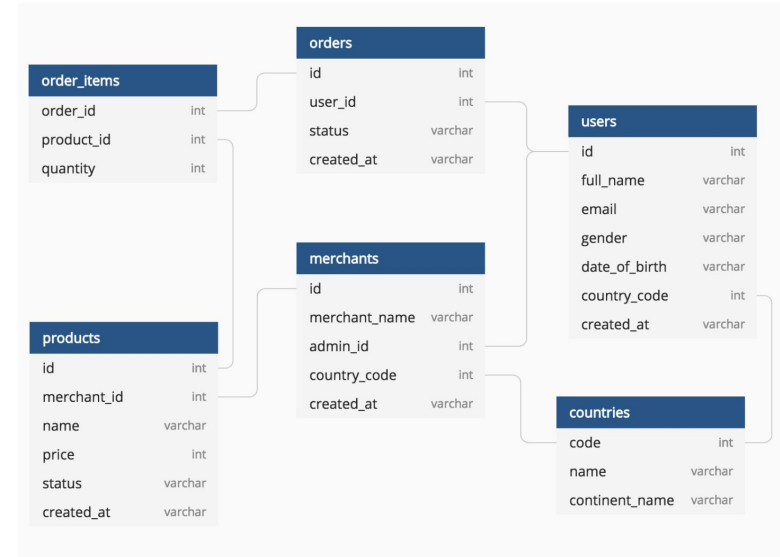 orders
id int
user_id int
status varchar
created_at varchar
order_items
order_id int
product_id int
quantity int
users
id int
full_name varchar
email varchar
gender varchar
date_of_birth varchar
country_code int
created_at varchar
merchants
id int
merchant_name varchar
admin_id int
country_code int
created_at varchar
products
id int
merchant_id int
name varchar
price int
status varchar
created_at varchar
countries
code int
name varchar
continent_name varchar